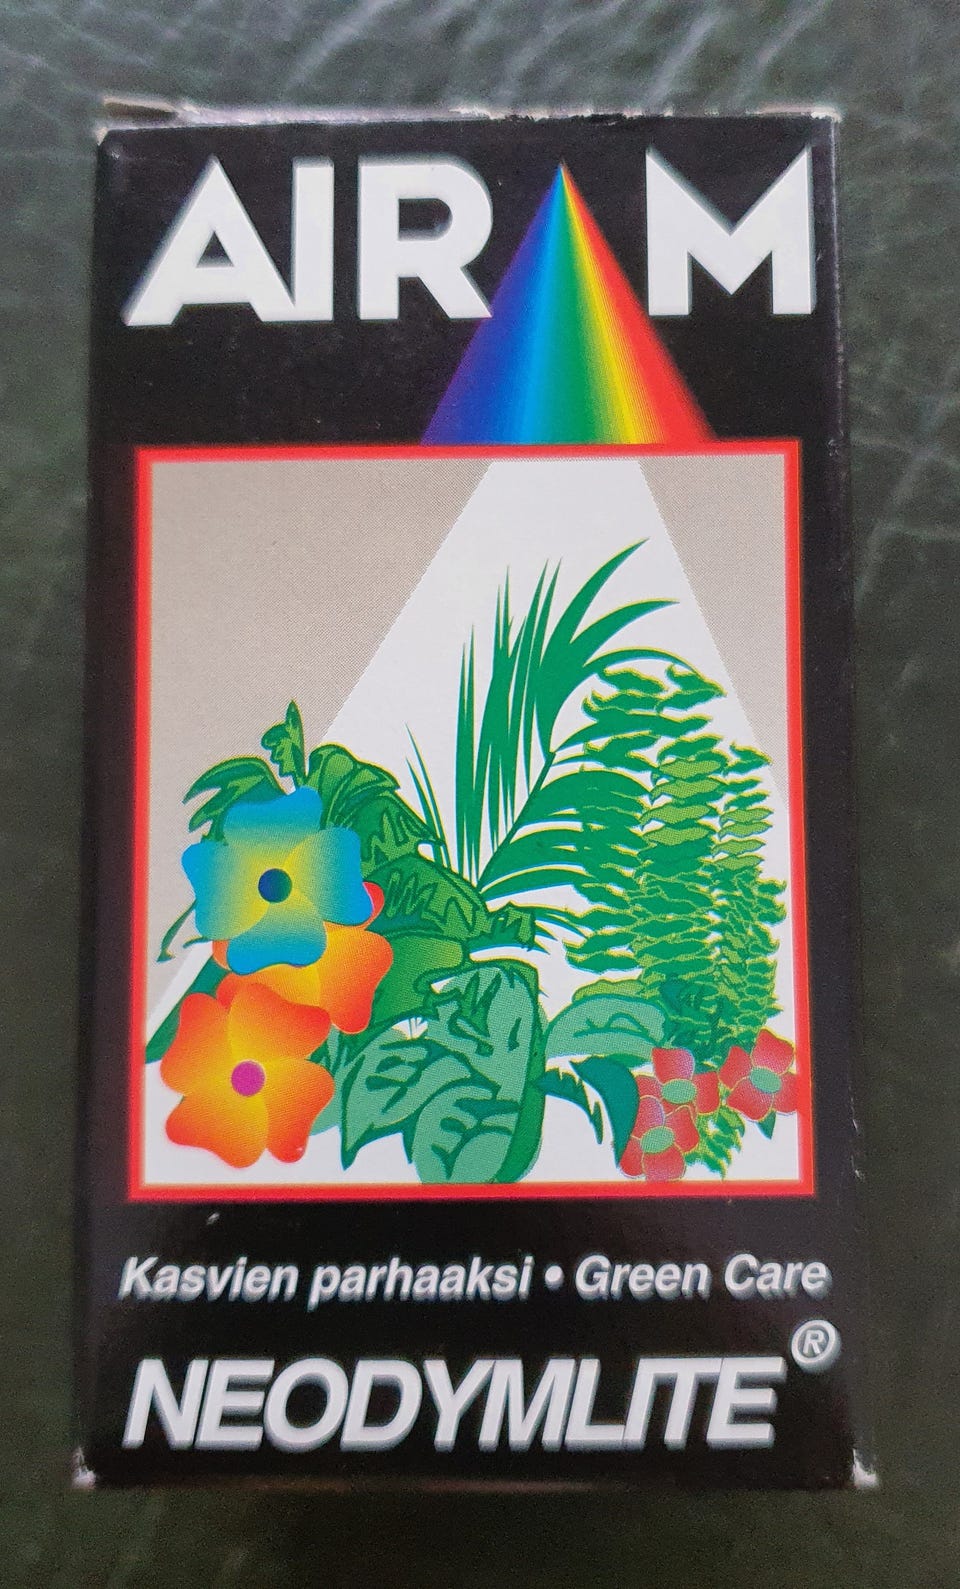 AIRAM
Kasvien parhaaksi • Green Care
NEODYMLITE®